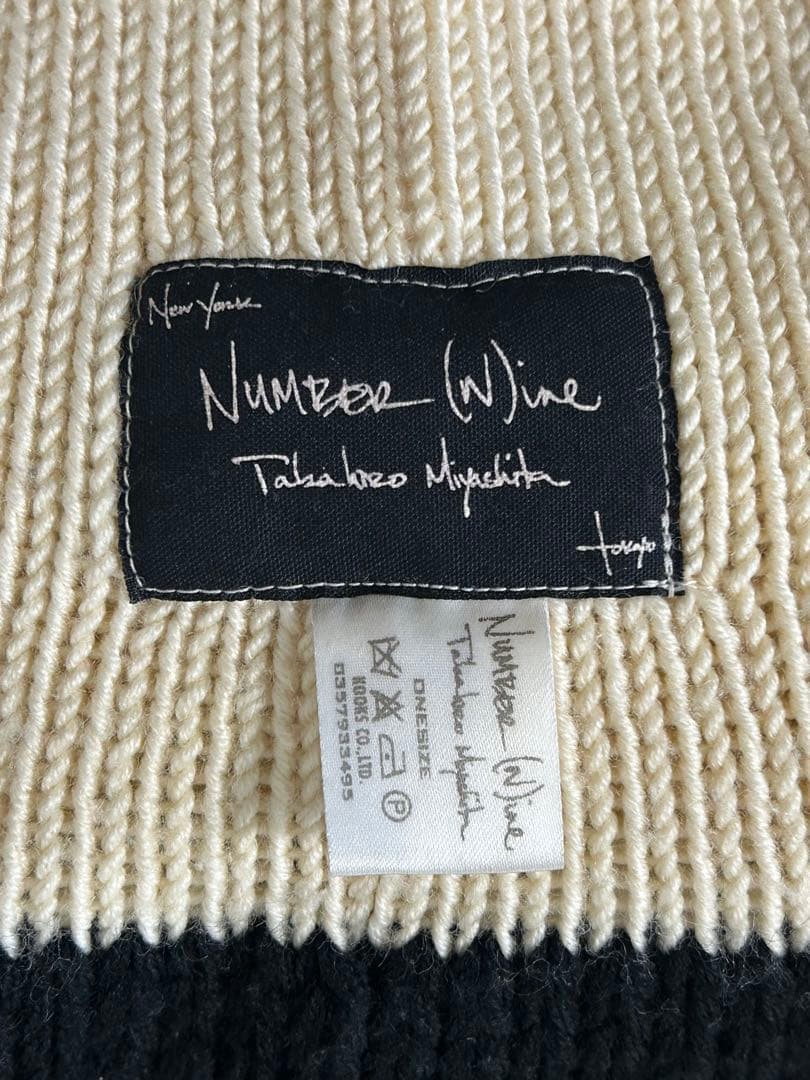 New York
NUMBER (N)ine
Takahiro Miyashita
tokyo
NUMBER (N)ine
Takahiro Miyashita
ONESIZE
P
HOOKS CO.,LTD
0357933495